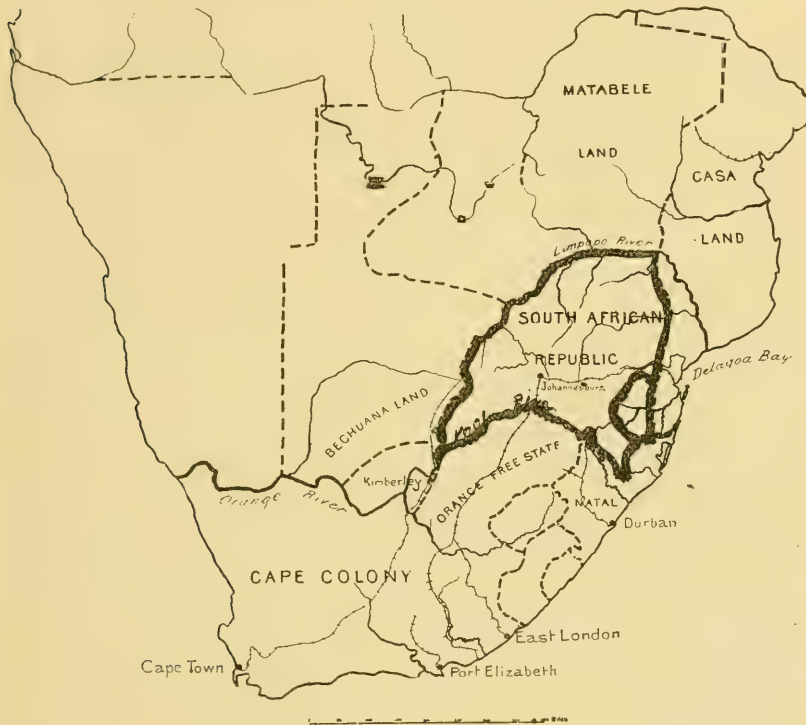 MATABELE
LAND
CASA
LAND
Limpopo River
SOUTH AFRICAN
REPUBLIC
Johannesburg
Delagoa Bay.
BECHUANA LAND
Vaal River
Kimberley
ORANGE FREE STATE
Orange River
NATAL
Durban
CAPE COLONY
East London
Cape Town
Port Elizabeth
Miles